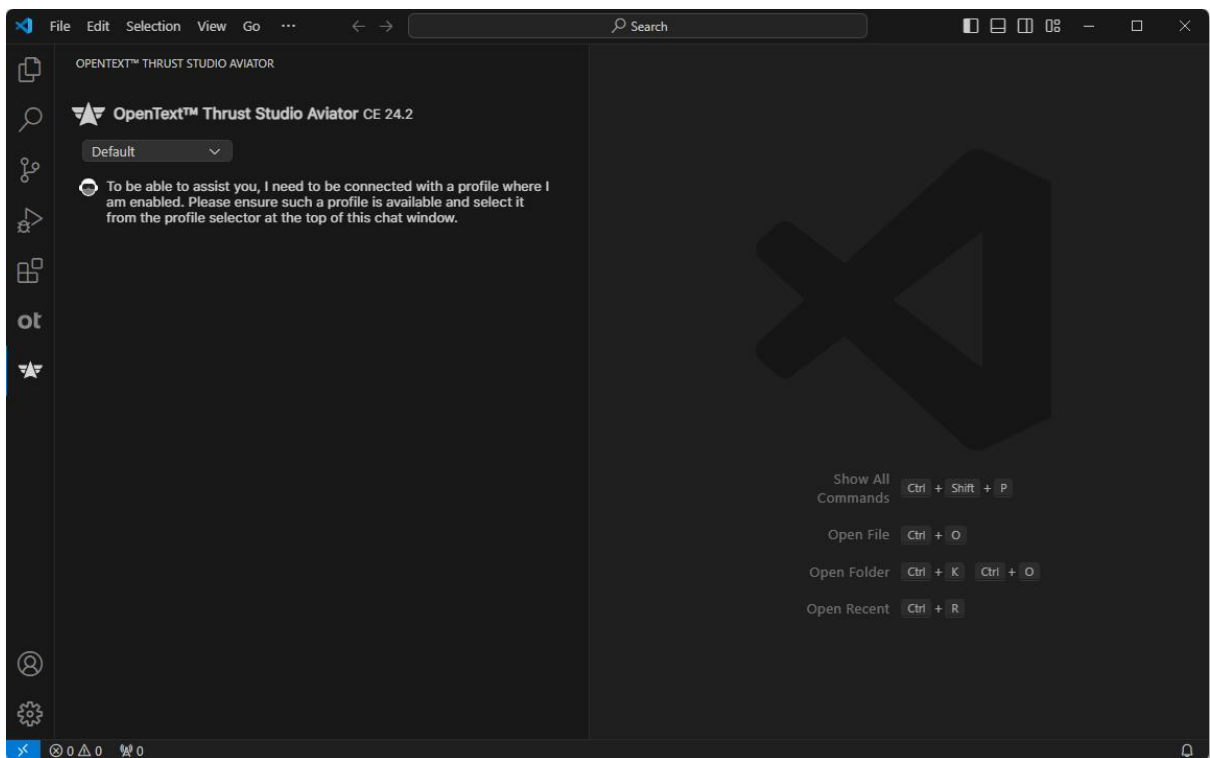 File Edit Selection View Go ··· Search
OPENTEXT™ THRUST STUDIO AVIATOR
OpenText™ Thrust Studio Aviator CE 24.2
Default
To be able to assist you, I need to be connected with a profile where I
am enabled. Please ensure such a profile is available and select it
from the profile selector at the top of this chat window.
ot
Show All
Commands Ctrl + Shift + P
Open File Ctrl + O
Open Folder Ctrl + K Ctrl + O
Open Recent Ctrl + R
0 0 0